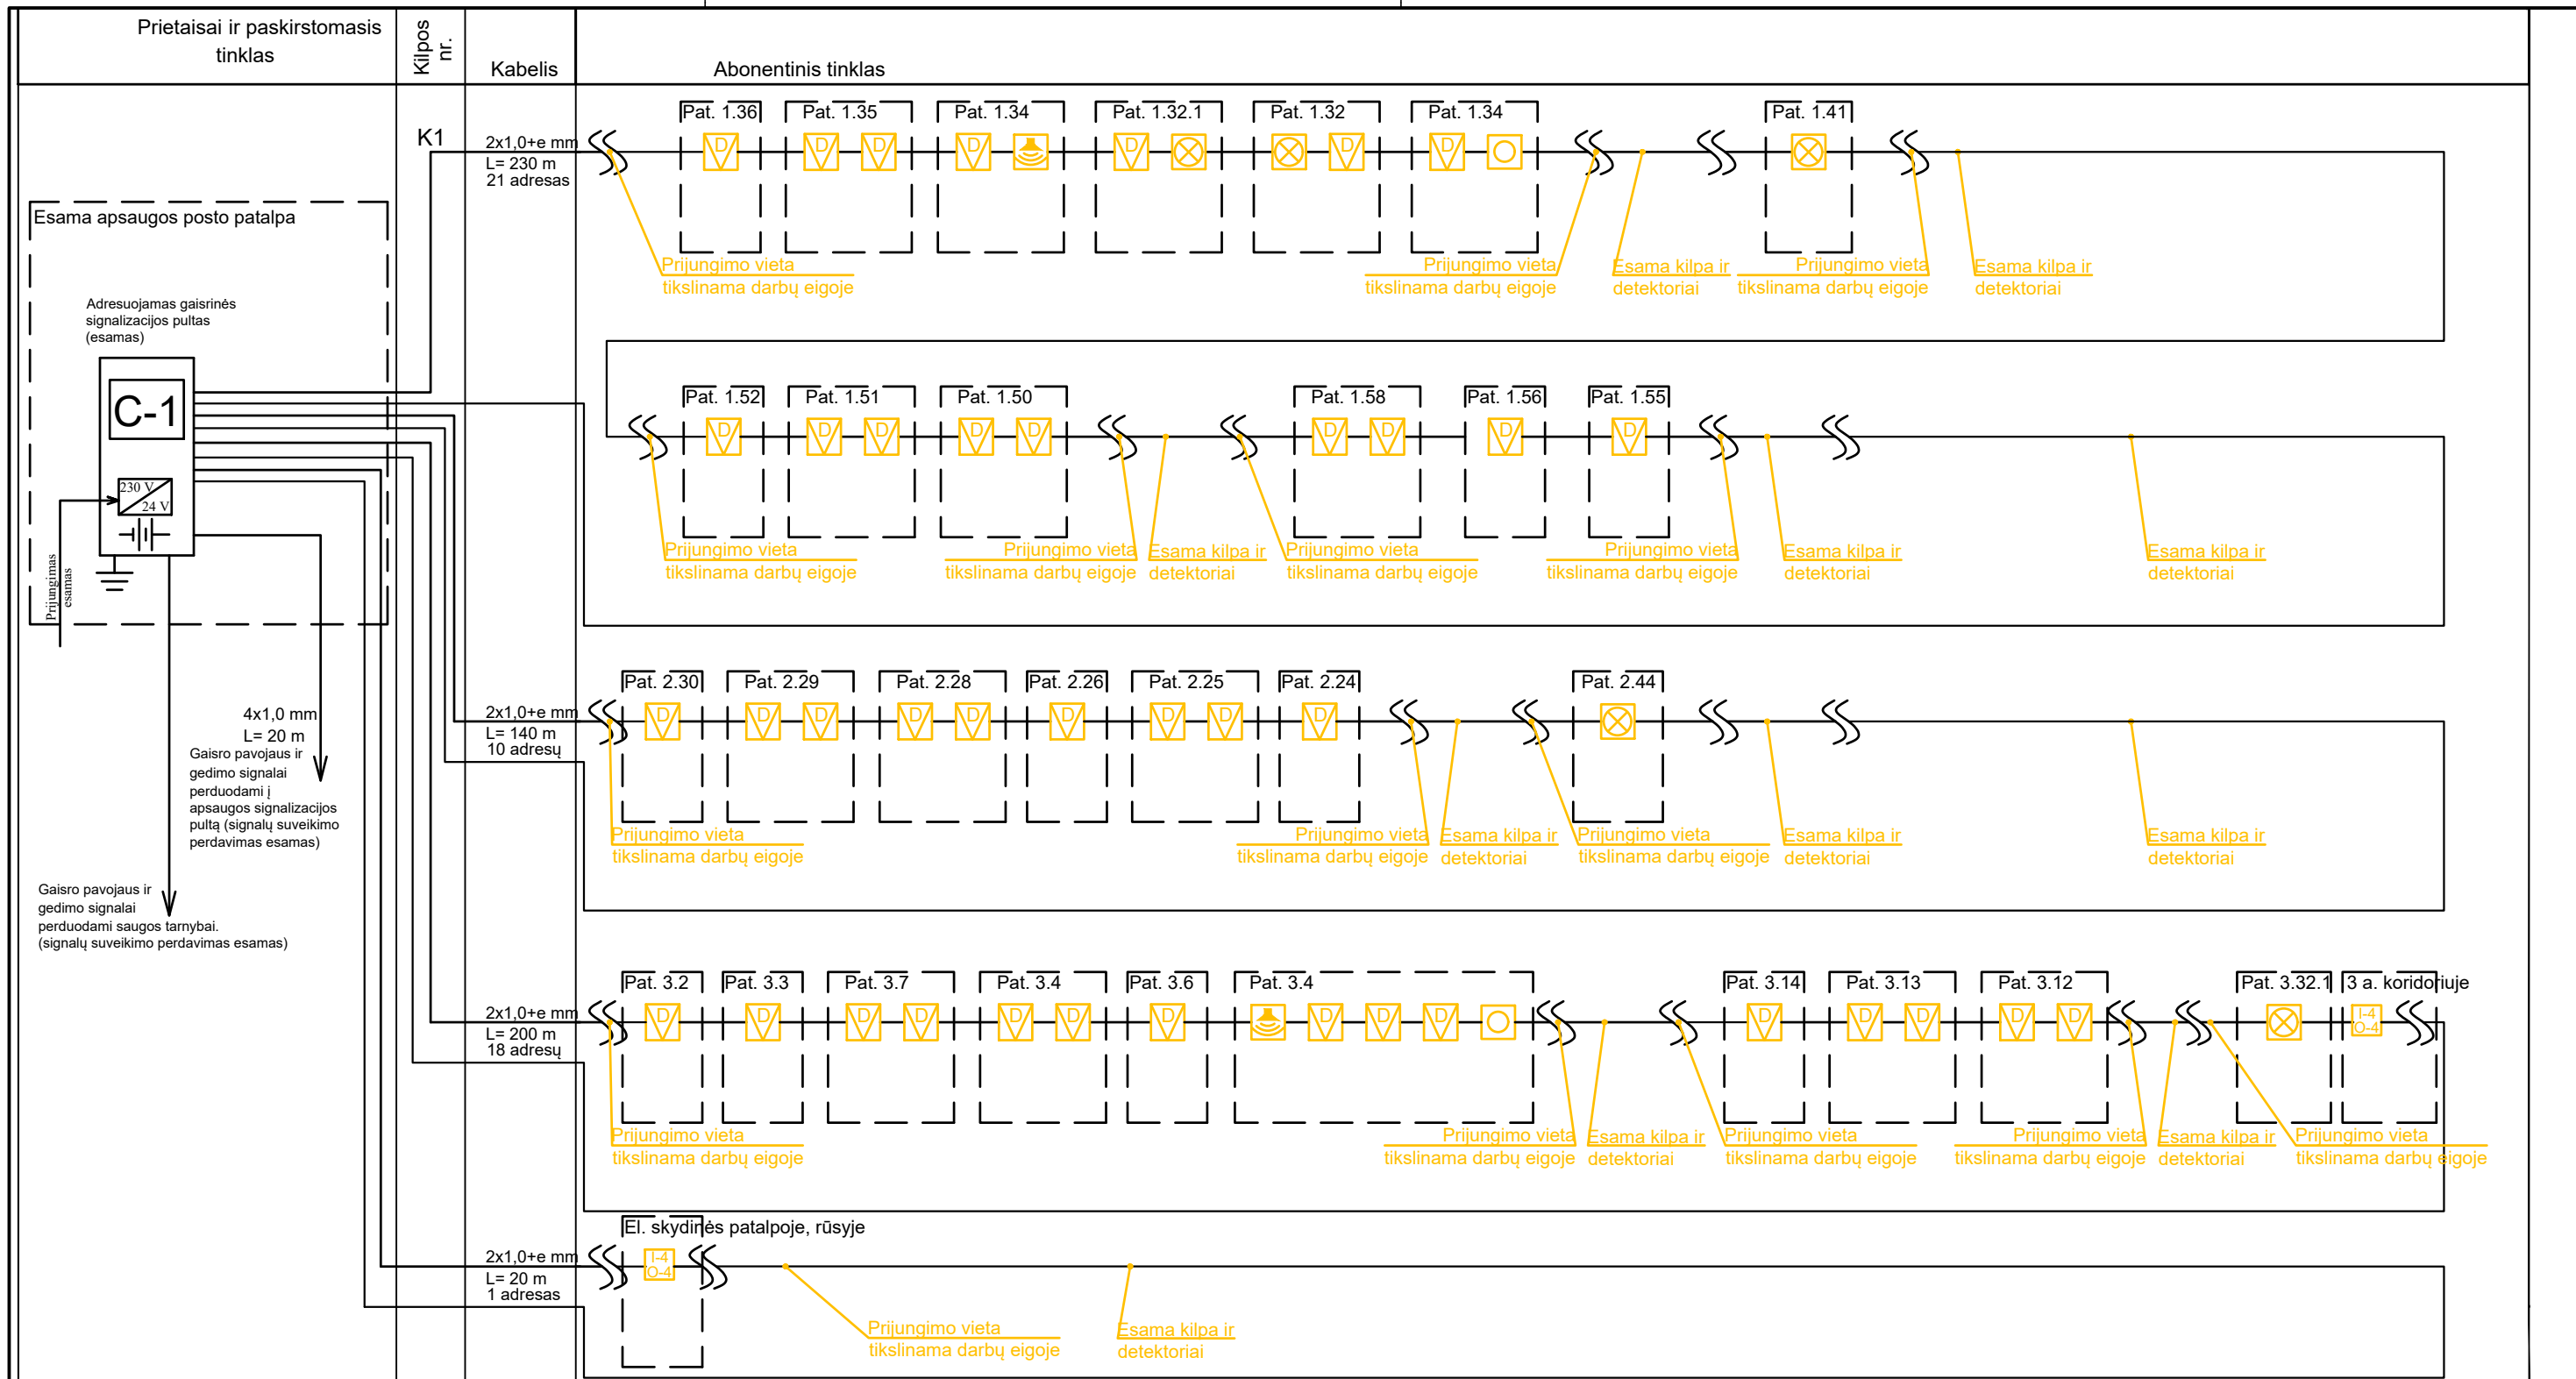 Prietaisai ir paskirstomasis
tinklas
Kilpos
nr.
Kabelis
Abonentinis tinklas
K1
2x1,0+e mm
L= 230 m
21 adresas
Pat. 1.36
D
Pat. 1.35
D D
Pat. 1.34
D
Pat. 1.32.1
D
Pat. 1.32
D
Pat. 1.34
D
Pat. 1.41
Prijungimo vieta
tikslinama darbų eigoje
Prijungimo vieta
tikslinama darbų eigoje
Esama kilpa ir
detektoriai
Prijungimo vieta
tikslinama darbų eigoje
Esama kilpa ir
detektoriai
Esama apsaugos posto patalpa
Adresuojamas gaisrinės
signalizacijos pultas
(esamas)
C-1
230 V
24 V
Prijungimas
esamas
Pat. 1.52
D
Pat. 1.51
D D
Pat. 1.50
D D
Pat. 1.58
D D
Pat. 1.56
D
Pat. 1.55
D
Prijungimo vieta
tikslinama darbų eigoje
Prijungimo vieta
tikslinama darbų eigoje
Esama kilpa ir
detektoriai
Prijungimo vieta
tikslinama darbų eigoje
Prijungimo vieta
tikslinama darbų eigoje
Esama kilpa ir
detektoriai
Esama kilpa ir
detektoriai
4x1,0 mm
L= 20 m
Gaisro pavojaus ir
gedimo signalai
perduodami į
apsaugos signalizacijos
pultą (signalų suveikimo
perdavimas esamas)
Gaisro pavojaus ir
gedimo signalai
perduodami saugos tarnybai.
(signalų suveikimo perdavimas esamas)
2x1,0+e mm
L= 140 m
10 adresų
Pat. 2.30
D
Pat. 2.29
D D
Pat. 2.28
D D
Pat. 2.26
D
Pat. 2.25
D D
Pat. 2.24
D
Pat. 2.44
Prijungimo vieta
tikslinama darbų eigoje
Prijungimo vieta
tikslinama darbų eigoje
Esama kilpa ir
detektoriai
Prijungimo vieta
tikslinama darbų eigoje
Esama kilpa ir
detektoriai
Esama kilpa ir
detektoriai
2x1,0+e mm
L= 200 m
18 adresų
Pat. 3.2
D
Pat. 3.3
D
Pat. 3.7
D D
Pat. 3.4
D D
Pat. 3.6
D
Pat. 3.4
D D D
Pat. 3.14
D
Pat. 3.13
D D
Pat. 3.12
D D
Pat. 3.32.1
3 a. koridoriuje
I-4
O-4
Prijungimo vieta
tikslinama darbų eigoje
Prijungimo vieta
tikslinama darbų eigoje
Esama kilpa ir
detektoriai
Prijungimo vieta
tikslinama darbų eigoje
Prijungimo vieta
tikslinama darbų eigoje
Esama kilpa ir
detektoriai
Prijungimo vieta
tikslinama darbų eigoje
2x1,0+e mm
L= 20 m
1 adresas
El. skydinės patalpoje, rūsyje
I-4
O-4
Prijungimo vieta
tikslinama darbų eigoje
Esama kilpa ir
detektoriai